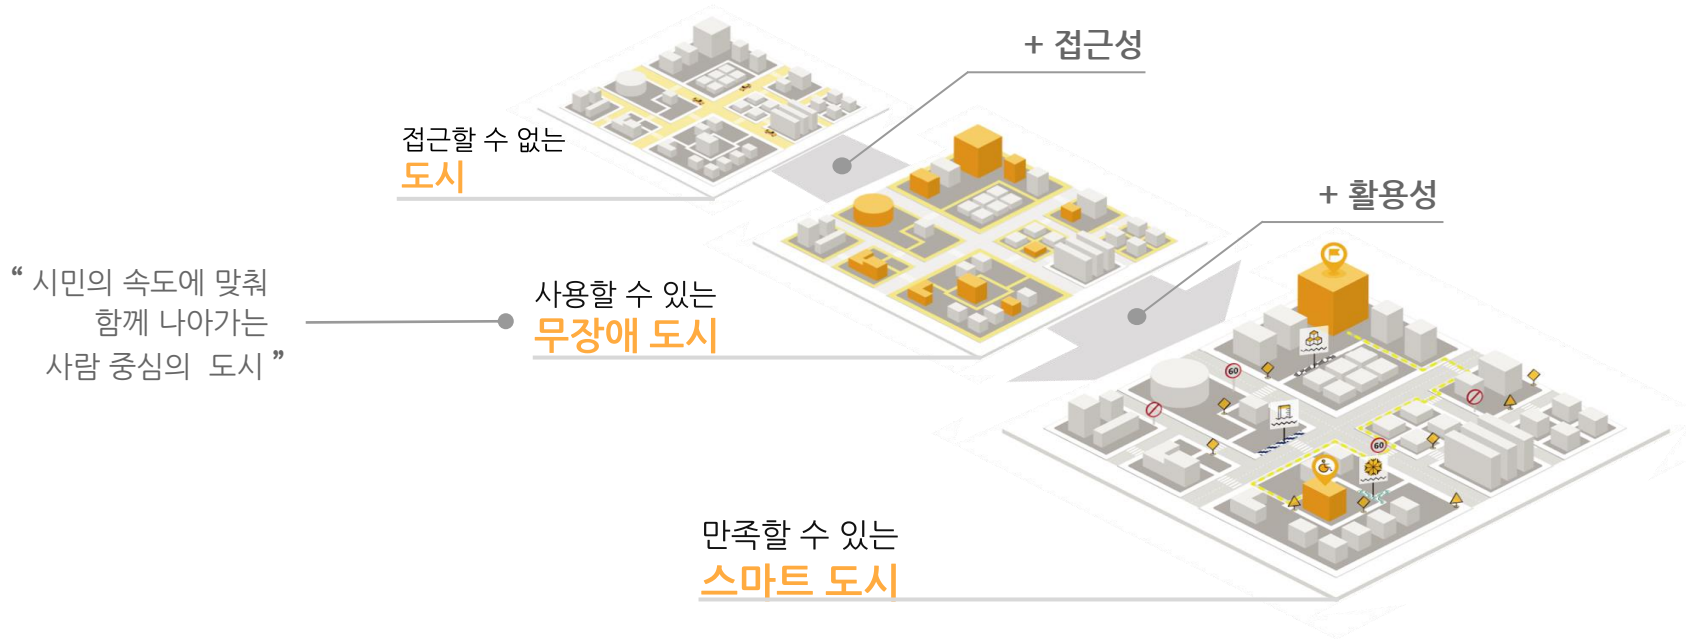 + 접근성
접근할 수 없는
도시
+ 활용성
“ 시민의 속도에 맞춰
함께 나아가는
사람 중심의 도시 ”
사용할 수 있는
무장애 도시
60
60
만족할 수 있는
스마트 도시